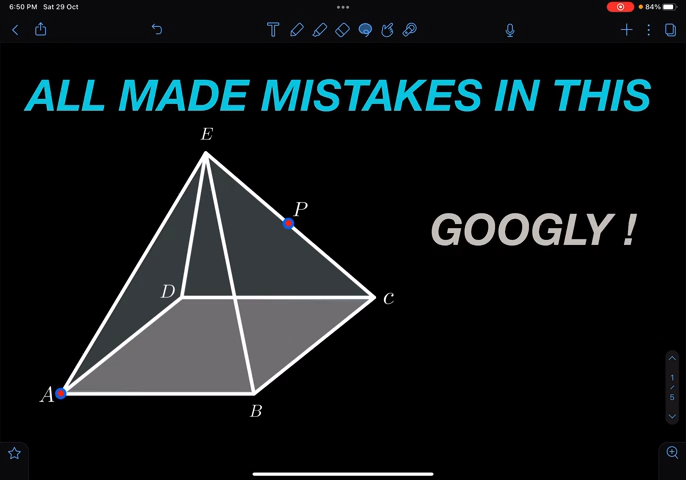 6:50 PM Sat 29 Oct
84%
ALL MADE MISTAKES IN THIS
E
P
GOOGLY !
D
C
A
B
1
/
5